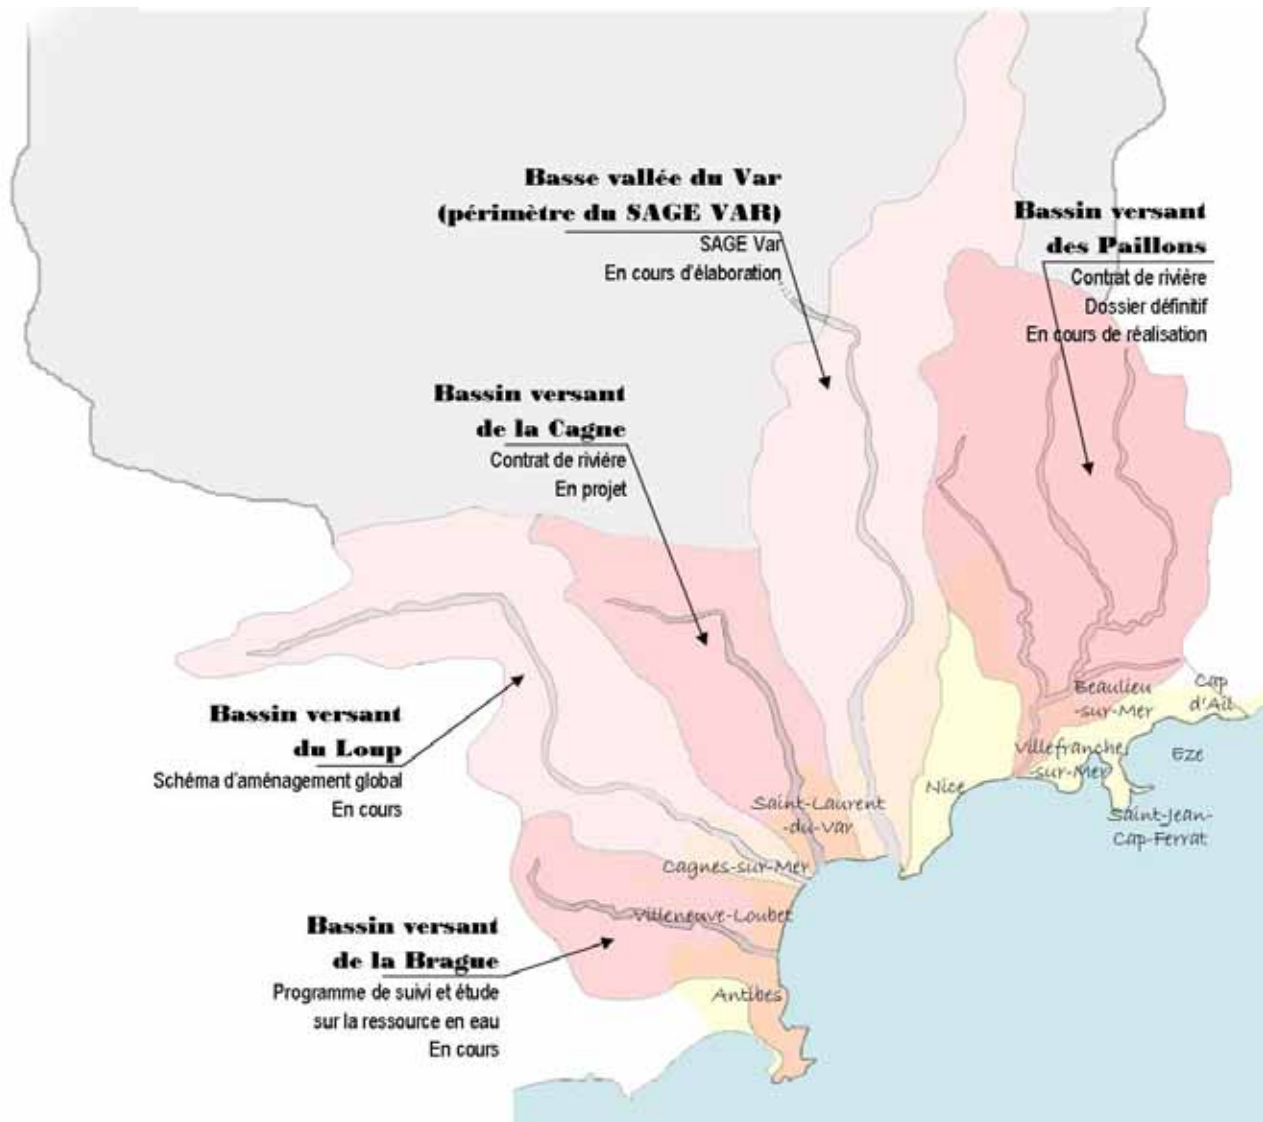 Basse vallée du Var
(périmètre du SAGE VAR)
SAGE Var
En cours d'élaboration
Bassin versant
des Paillons
Contrat de rivière
Dossier définitif
En cours de réalisation
Bassin versant
de la Cagne
Contrat de rivière
En projet
Bassin versant
du Loup
Schéma d'aménagement global
En cours
Bassin versant
de la Brague
Programme de suivi et étude
sur la ressource en eau
En cours
Beaulieu
-sur-Mer
Cap
d'Ail
Villefranche
-sur-Mer
Eze
Nice
Saint-Jean-
Cap-Ferrat
Saint-Laurent
-du-Var
Cagnes-sur-Mer
Villeneuve-Loubet
Antibes